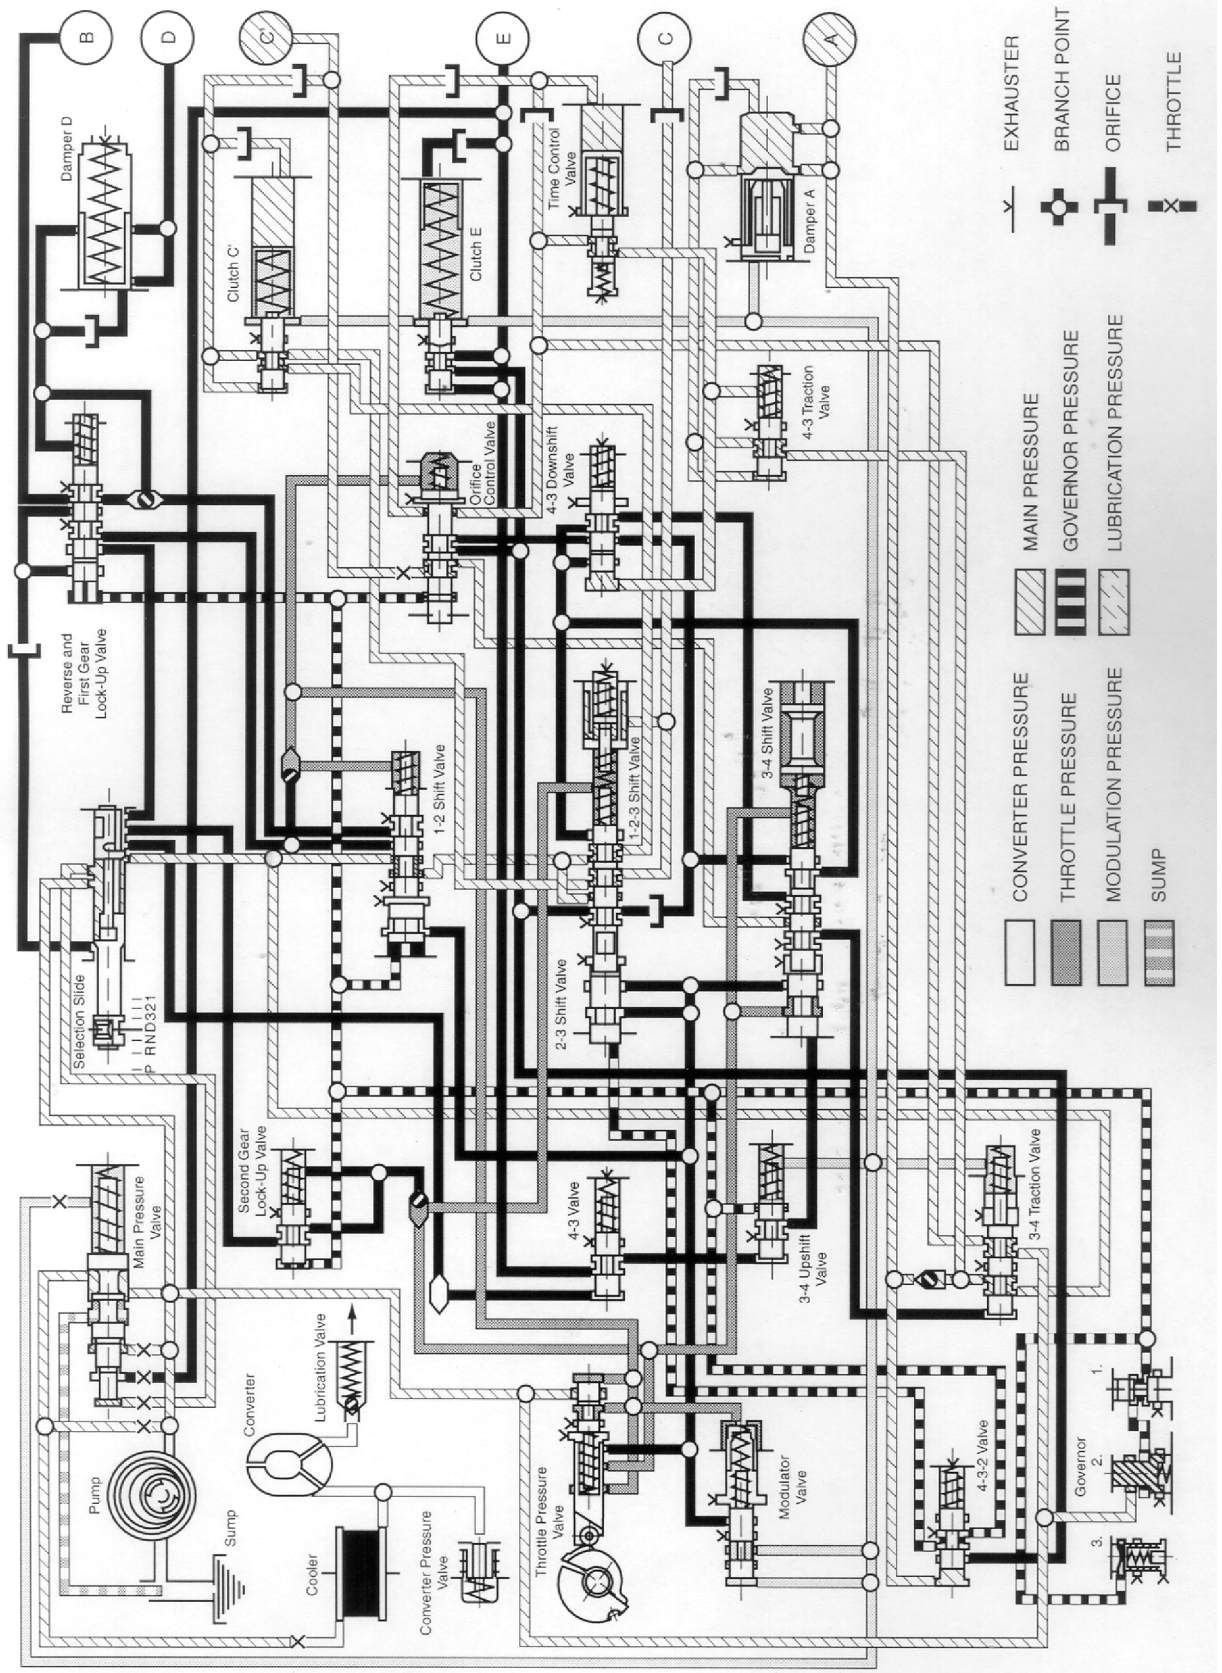 B
D
C'
E
C
A
Damper D
Clutch C'
Clutch E
Time Control
Valve
Damper A
4-3 Traction
Valve
Orifice
Control Valve
4-3 Downshift
Valve
Reverse and
First Gear
Lock-Up Valve
1-2 Shift Valve
1-2-3 Shift Valve
3-4 Shift Valve
Selection Slide
P RND321
2-3 Shift Valve
Second Gear
Lock-Up Valve
Main Pressure
Valve
4-3 Valve
3-4 Upshift
Valve
3-4 Traction Valve
Lubrication Valve
Converter
Pump
Sump
Cooler
Converter Pressure
Valve
Throttle Pressure
Valve
Modulator
Valve
4-3-2 Valve
Governor
1.
2.
3.
CONVERTER PRESSURE
THROTTLE PRESSURE
MODULATION PRESSURE
SUMP
MAIN PRESSURE
GOVERNOR PRESSURE
LUBRICATION PRESSURE
EXHAUSTER
BRANCH POINT
ORIFICE
THROTTLE